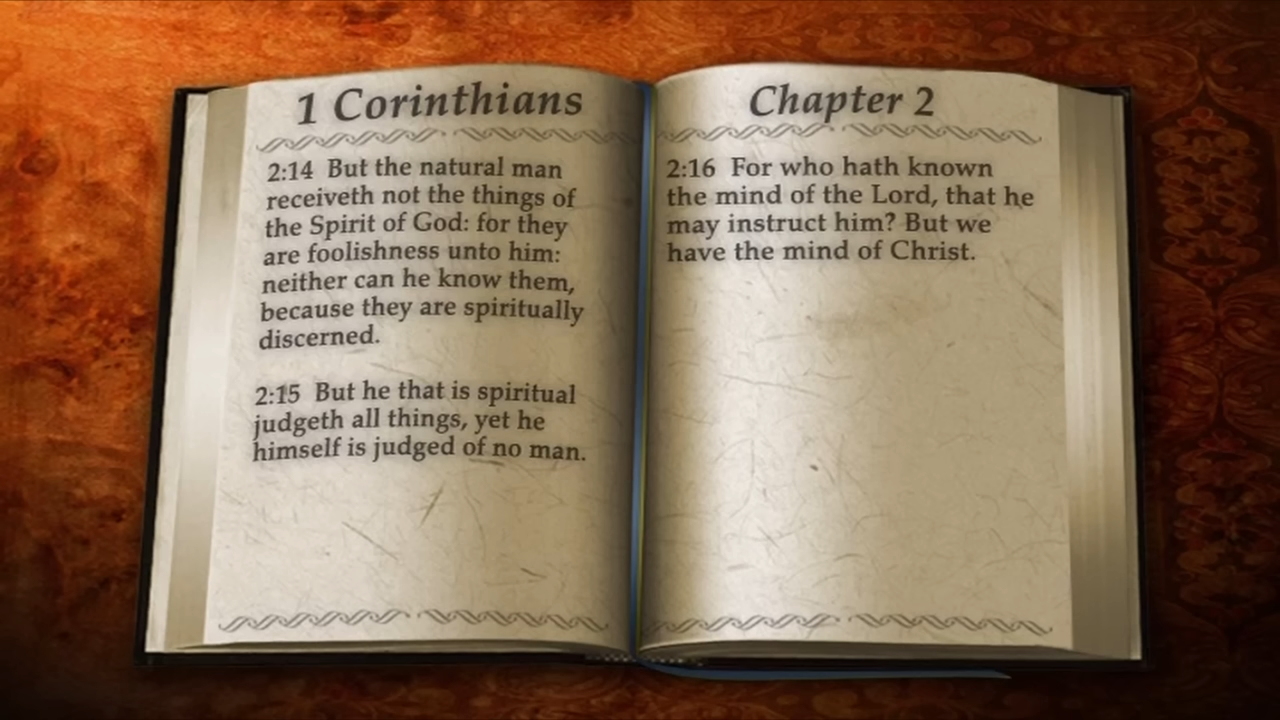 1 Corinthians
2:14 But the natural man
receiveth not the things of
the Spirit of God: for they
are foolishness unto him:
neither can he know them,
because they are spiritually
discerned.
2:15 But he that is spiritual
judgeth all things, yet he
himself is judged of no man.
Chapter 2
2:16 For who hath known
the mind of the Lord, that he
may instruct him? But we
have the mind of Christ.